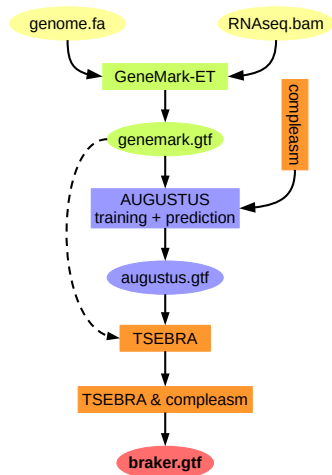 genome.fa
RNAseq.bam
GeneMark-ET
compleasm
genemark.gtf
AUGUSTUS
training + prediction
augustus.gtf
TSEBRA
TSEBRA & compleasm
braker.gtf